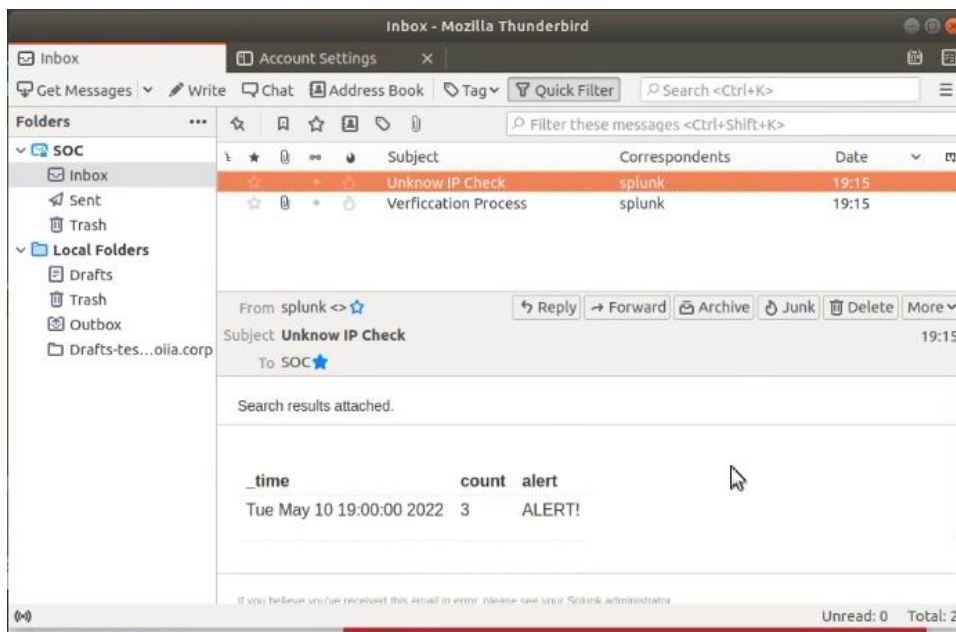 Inbox - Mozilla Thunderbird
Inbox
Account Settings ×
Get Messages Write Chat Address Book Tag Quick Filter Search <Ctrl+K>
Folders ••• Filter these messages <Ctrl+Shift+K>
SOC
Subject Correspondents Date
Inbox
Unknow IP Check splunk 19:15
Sent
Verficcation Process splunk 19:15
Trash
Local Folders
Drafts
Trash
Outbox
Drafts-tes...oiia.corp
From splunk <>
Reply Forward Archive Junk Delete More
Subject Unknow IP Check 19:15
To SOC
Search results attached.
_time count alert
Tue May 10 19:00:00 2022 3 ALERT!
If you believe you've received this email in error, please see your Splunk administrator
Unread: 0 Total: 2